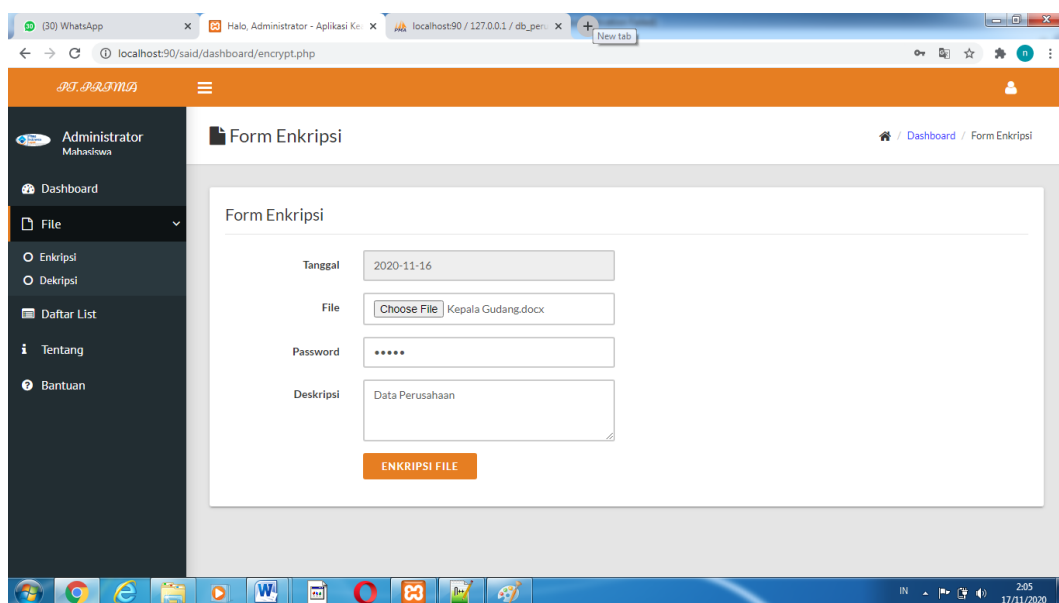 (30) WhatsApp
Halo, Administrator - Aplikasi Ke
localhost:90 / 127.0.0.1 / db_peru
New tab
localhost:90/said/dashboard/encrypt.php
n
PT.PRIMA
Administrator
Mahasiswa
Form Enkripsi
/ Dashboard / Form Enkripsi
Dashboard
File
Enkripsi
Dekripsi
Daftar List
Tentang
Bantuan
Form Enkripsi
Tanggal 2020-11-16
File Choose File Kepala Gudang.docx
Password •••••
Deskripsi Data Perusahaan
ENKRIPSI FILE
IN
2:05
17/11/2020